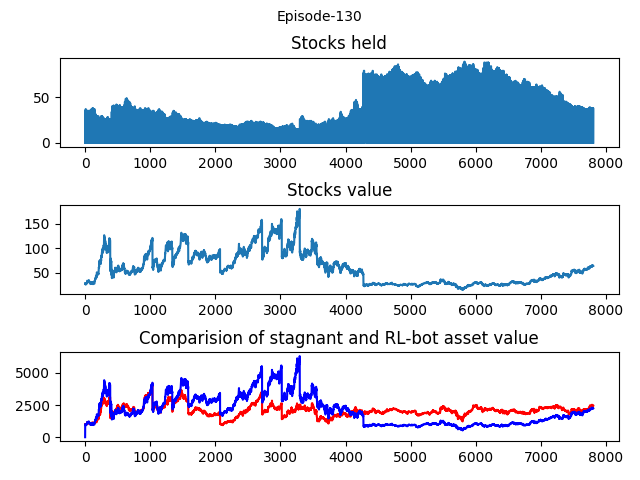 Episode-130
Stocks held
50
0
0 1000 2000 3000 4000 5000 6000 7000 8000
Stocks value
150
100
50
0 1000 2000 3000 4000 5000 6000 7000 8000
Comparision of stagnant and RL-bot asset value
5000
2500
0
0 1000 2000 3000 4000 5000 6000 7000 8000